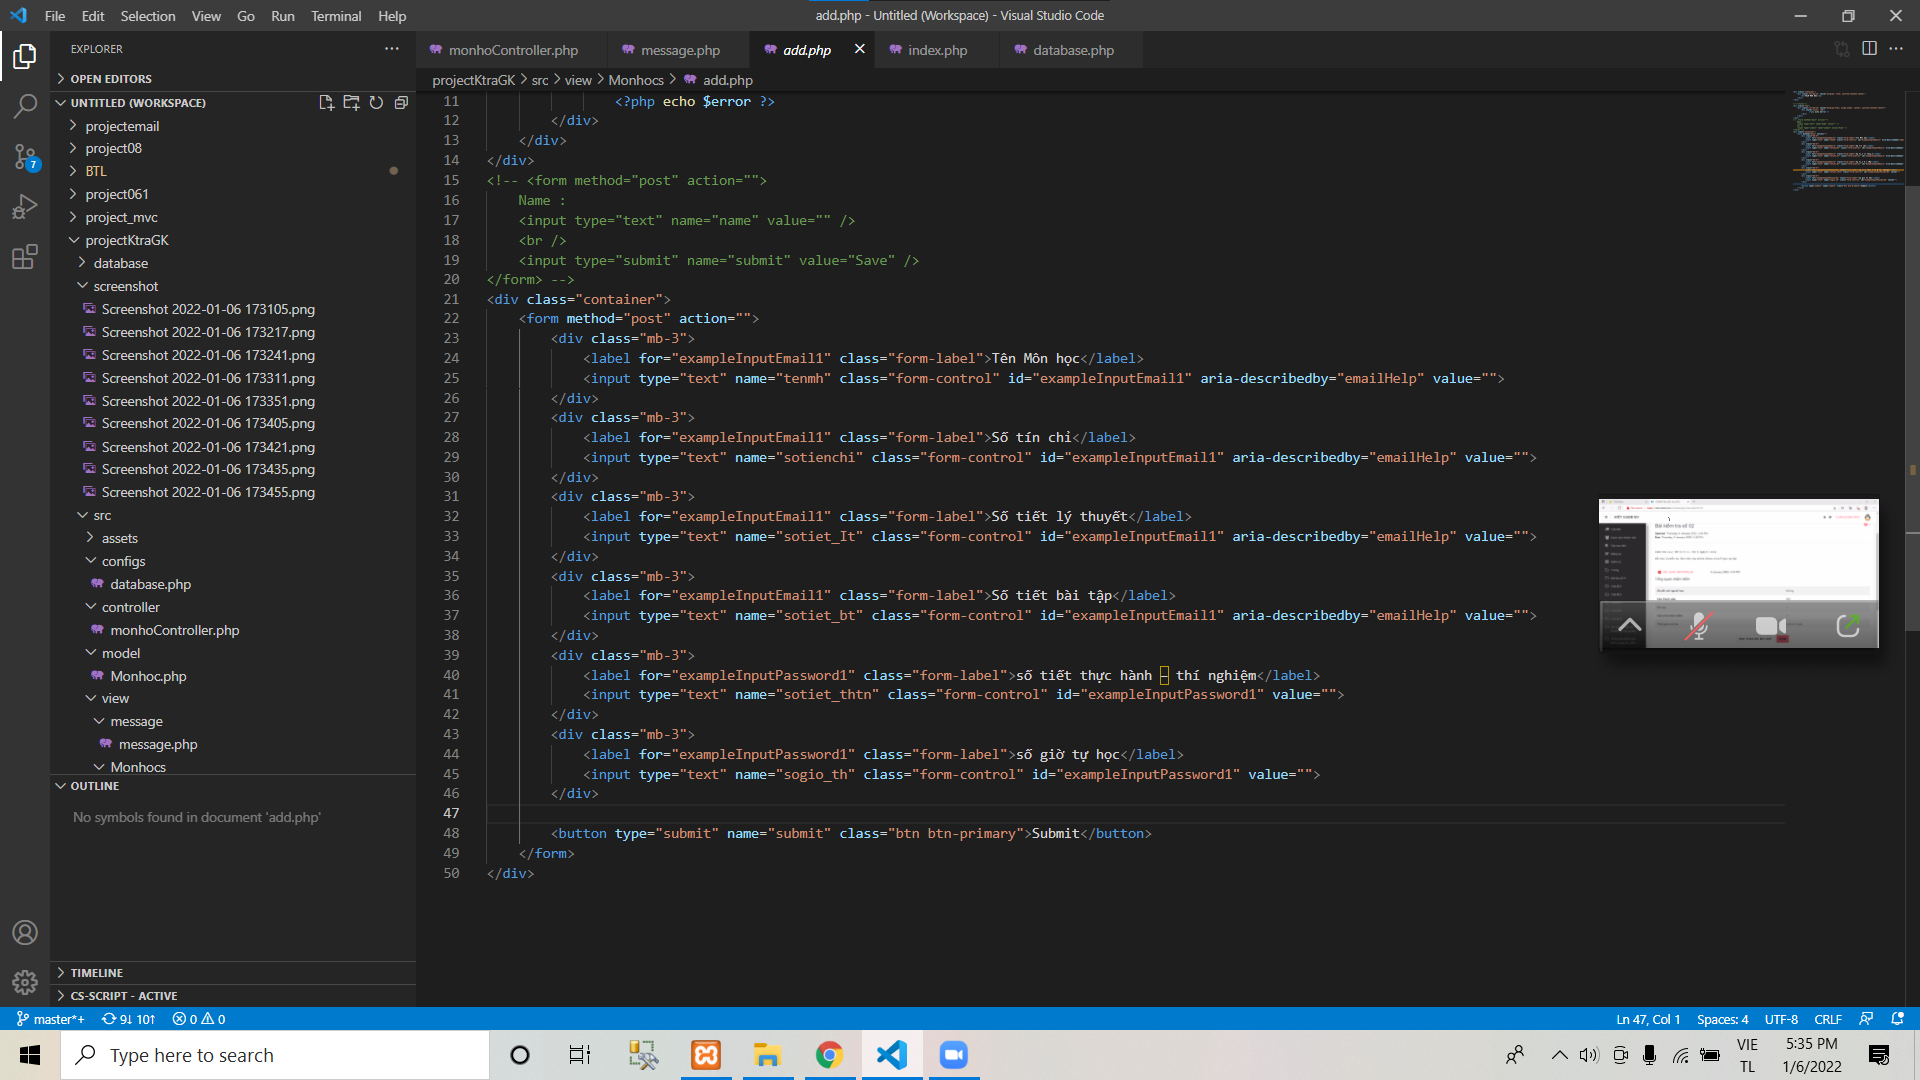 File Edit Selection View Go Run Terminal Help
add.php - Untitled (Workspace) - Visual Studio Code
EXPLORER
OPEN EDITORS
UNTITLED (WORKSPACE)
projectemail
project08
BTL
project061
project_mvc
projectKtraGK
database
screenshot
Screenshot 2022-01-06 173105.png
Screenshot 2022-01-06 173217.png
Screenshot 2022-01-06 173241.png
Screenshot 2022-01-06 173311.png
Screenshot 2022-01-06 173351.png
Screenshot 2022-01-06 173405.png
Screenshot 2022-01-06 173421.png
Screenshot 2022-01-06 173435.png
Screenshot 2022-01-06 173455.png
src
assets
configs
database.php
controller
monhoController.php
model
Monhoc.php
view
message
message.php
Monhocs
OUTLINE
No symbols found in document 'add.php'
TIMELINE
CS-SCRIPT - ACTIVE
7
monhoController.php message.php add.php index.php database.php
projectKtraGK > src > view > Monhocs > add.php
11 <?php echo $error ?>
12 </div>
13 </div>
14 </div>
15 <!-- <form method="post" action="">
16 Name :
17 <input type="text" name="name" value="" />
18 <br />
19 <input type="submit" name="submit" value="Save" />
20 </form> -->
21 <div class="container">
22 <form method="post" action="">
23 <div class="mb-3">
24 <label for="exampleInputEmail1" class="form-label">Tên Môn học</label>
25 <input type="text" name="tenmh" class="form-control" id="exampleInputEmail1" aria-describedby="emailHelp" value="">
26 </div>
27 <div class="mb-3">
28 <label for="exampleInputEmail1" class="form-label">Số tín chỉ</label>
29 <input type="text" name="sotienchi" class="form-control" id="exampleInputEmail1" aria-describedby="emailHelp" value="">
30 </div>
31 <div class="mb-3">
32 <label for="exampleInputEmail1" class="form-label">Số tiết lý thuyết</label>
33 <input type="text" name="sotiet_It" class="form-control" id="exampleInputEmail1" aria-describedby="emailHelp" value="">
34 </div>
35 <div class="mb-3">
36 <label for="exampleInputEmail1" class="form-label">Số tiết bài tập</label>
37 <input type="text" name="sotiet_bt" class="form-control" id="exampleInputEmail1" aria-describedby="emailHelp" value="">
38 </div>
39 <div class="mb-3">
40 <label for="exampleInputPassword1" class="form-label">số tiết thực hành – thí nghiệm</label>
41 <input type="text" name="sotiet_thtn" class="form-control" id="exampleInputPassword1" value="">
42 </div>
43 <div class="mb-3">
44 <label for="exampleInputPassword1" class="form-label">số giờ tự học</label>
45 <input type="text" name="sogio_th" class="form-control" id="exampleInputPassword1" value="">
46 </div>
47
48 <button type="submit" name="submit" class="btn btn-primary">Submit</button>
49 </form>
50 </div>
master*+ 9↓ 10↑ 0 0
Ln 47, Col 1 Spaces: 4 UTF-8 CRLF
Type here to search
VIE
TL
5:35 PM
1/6/2022